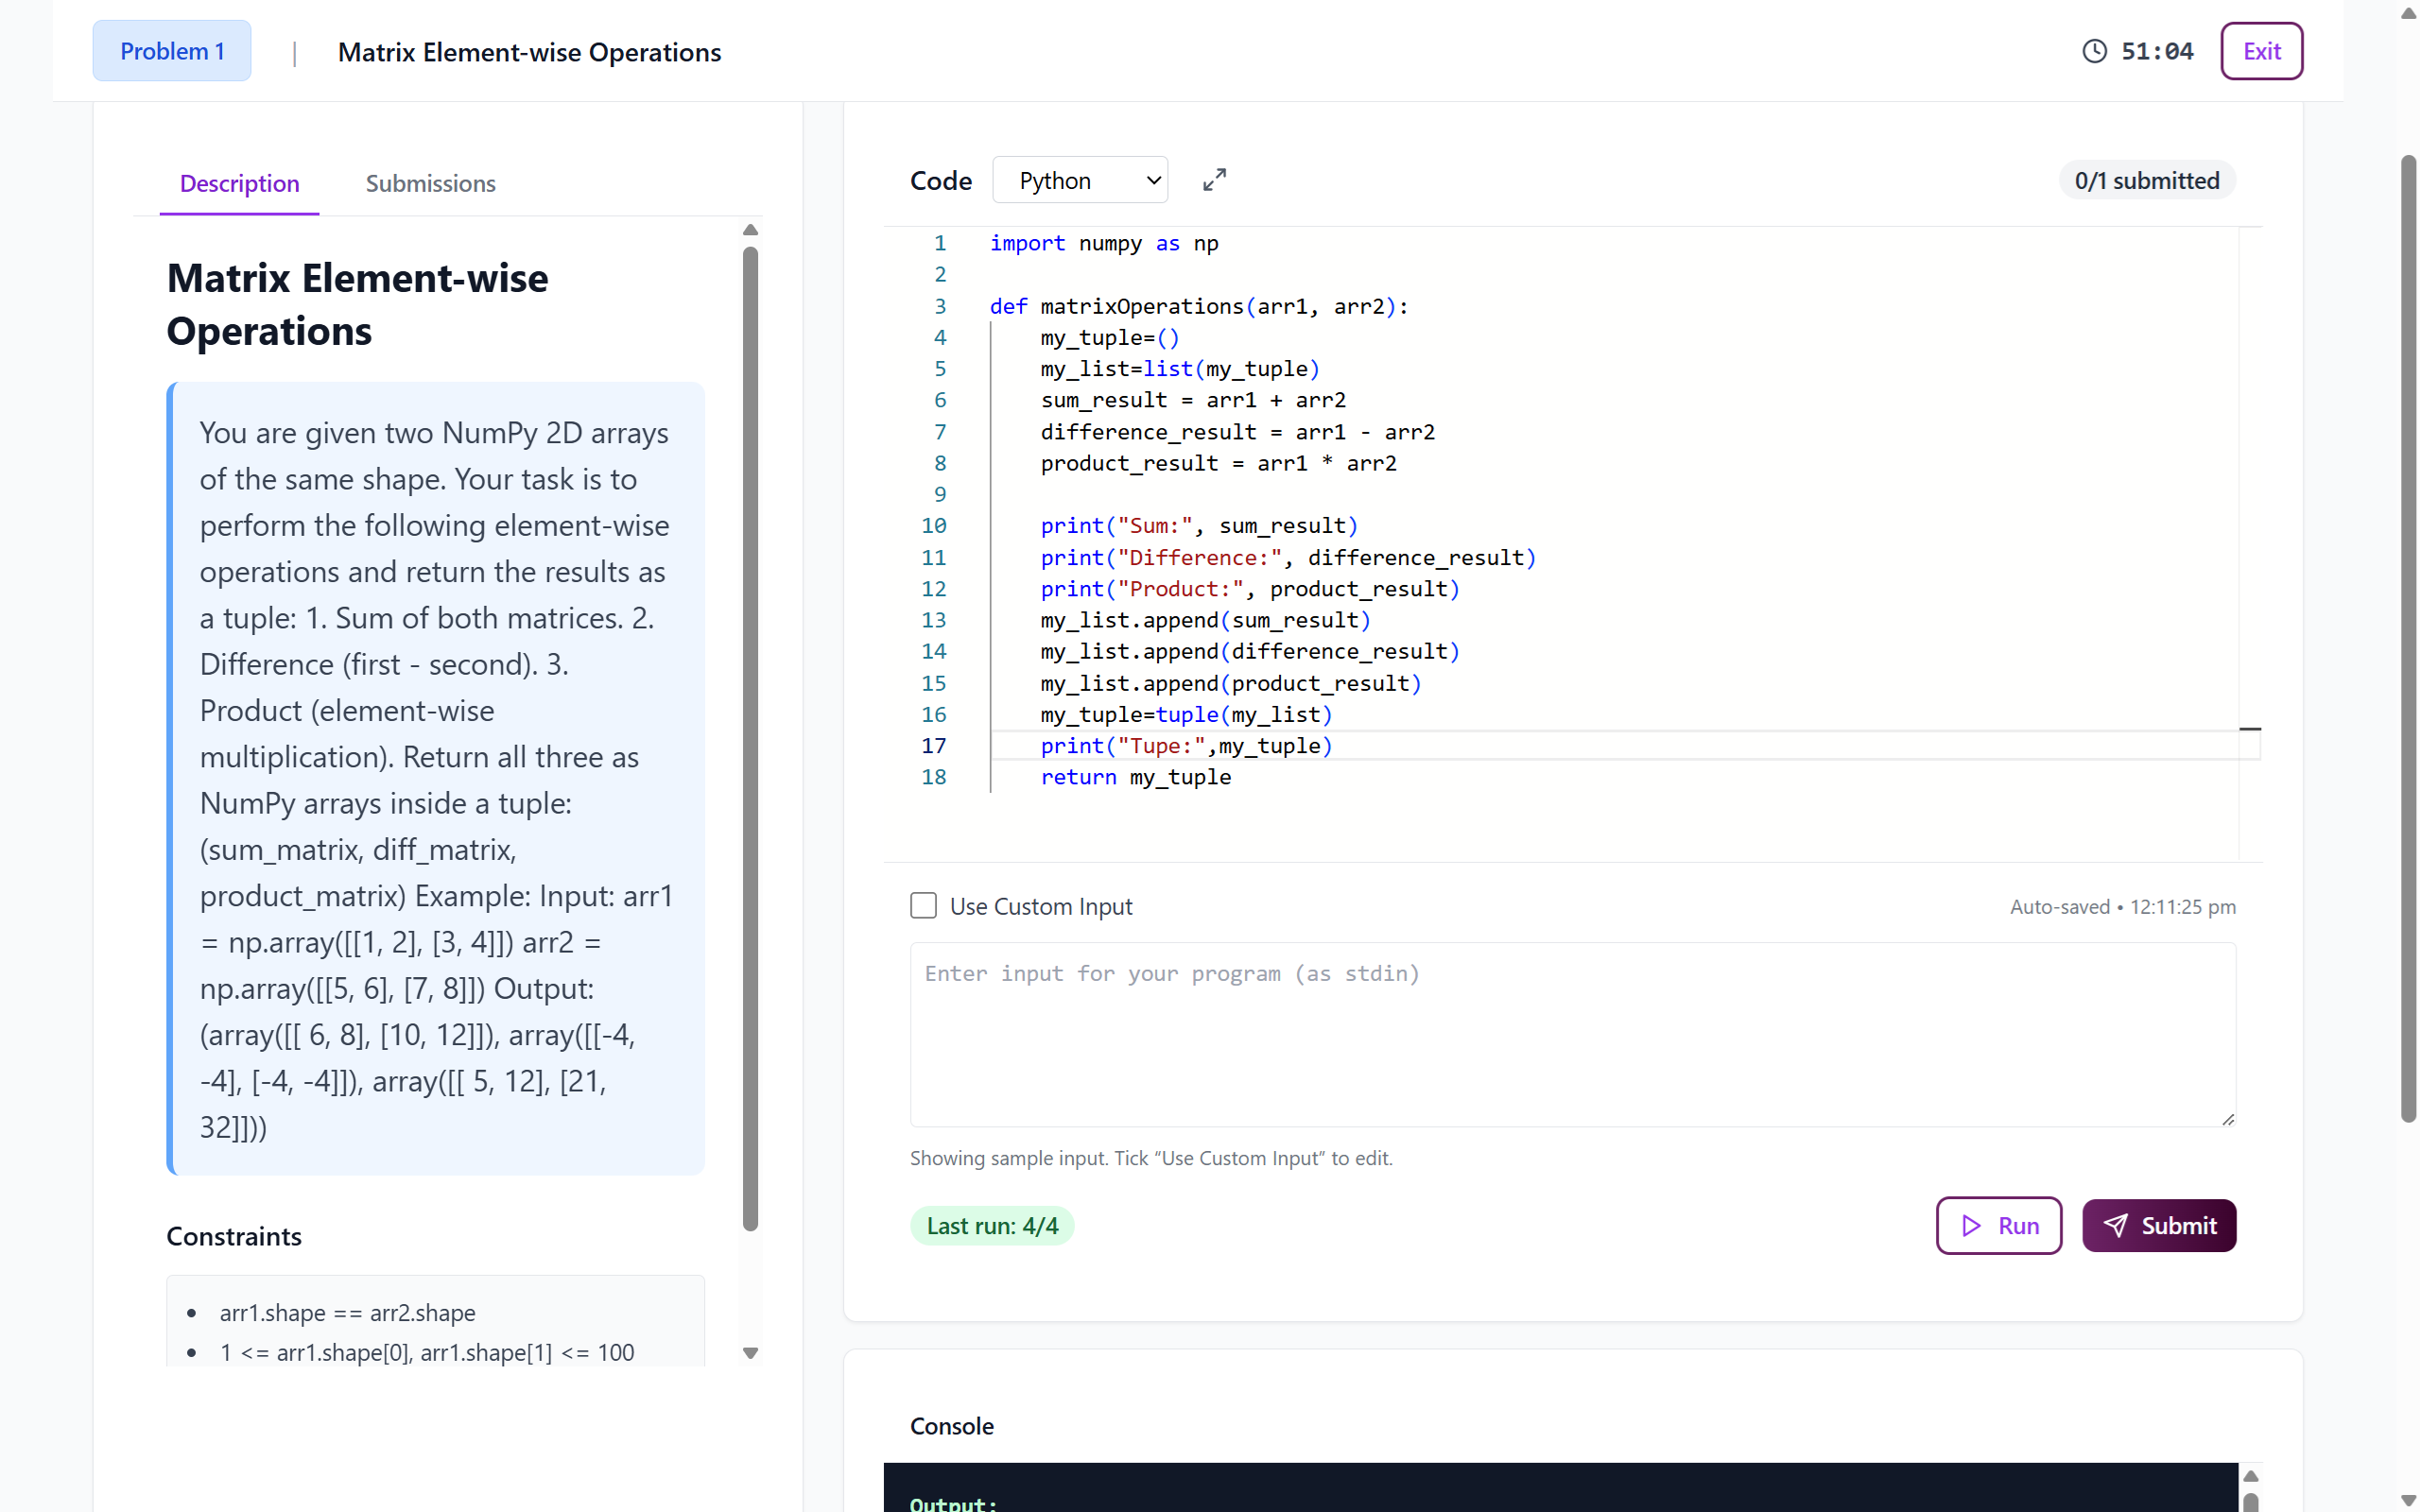 Problem 1 | Matrix Element-wise Operations 51:04 Exit
Description Submissions
Matrix Element-wise
Operations
You are given two NumPy 2D arrays
of the same shape. Your task is to
perform the following element-wise
operations and return the results as
a tuple: 1. Sum of both matrices. 2.
Difference (first - second). 3.
Product (element-wise
multiplication). Return all three as
NumPy arrays inside a tuple:
(sum_matrix, diff_matrix,
product_matrix) Example: Input: arr1
= np.array([[1, 2], [3, 4]]) arr2 =
np.array([[5, 6], [7, 8]]) Output:
(array([[ 6, 8], [10, 12]]), array([[-4,
-4], [-4, -4]]), array([[ 5, 12], [21,
32]]))
Constraints
• arr1.shape == arr2.shape
• 1 <= arr1.shape[0], arr1.shape[1] <= 100
Code Python 0/1 submitted
1 import numpy as np
2
3 def matrixOperations(arr1, arr2):
4     my_tuple=()
5     my_list=list(my_tuple)
6     sum_result = arr1 + arr2
7     difference_result = arr1 - arr2
8     product_result = arr1 * arr2
9
10     print("Sum:", sum_result)
11     print("Difference:", difference_result)
12     print("Product:", product_result)
13     my_list.append(sum_result)
14     my_list.append(difference_result)
15     my_list.append(product_result)
16     my_tuple=tuple(my_list)
17     print("Tupe:",my_tuple)
18     return my_tuple
Use Custom Input Auto-saved • 12:11:25 pm
Enter input for your program (as stdin)
Showing sample input. Tick “Use Custom Input” to edit.
Last run: 4/4 Run Submit
Console
Output: